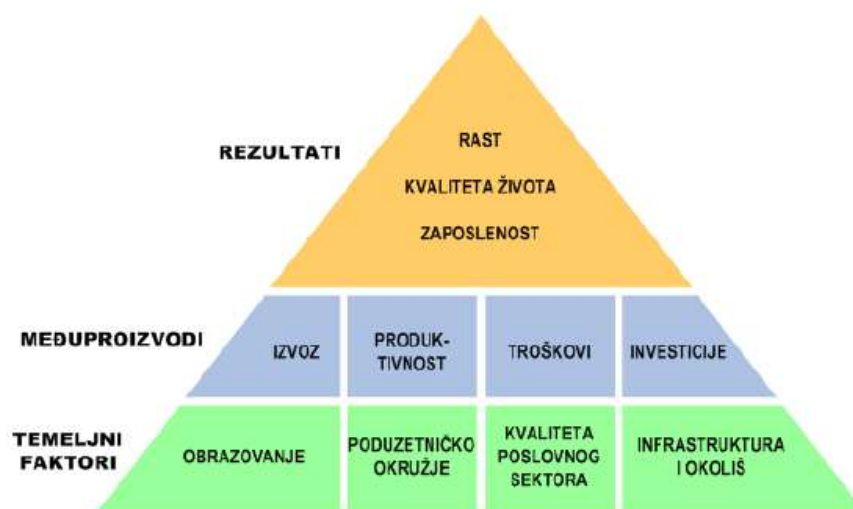 REZULTATI
RAST
KVALITETA ŽIVOTA
ZAPOSLENOST
MEĐUPROIZVODI
IZVOZ
PRODUK-
TIVNOST
TROŠKOVI
INVESTICIJE
TEMELJNI
FAKTORI
OBRAZOVANJE
PODUZETNIČKO
OKRUŽJE
KVALITETA
POSLOVNOG
SEKTORA
INFRASTRUKTURA
I OKOLIŠ